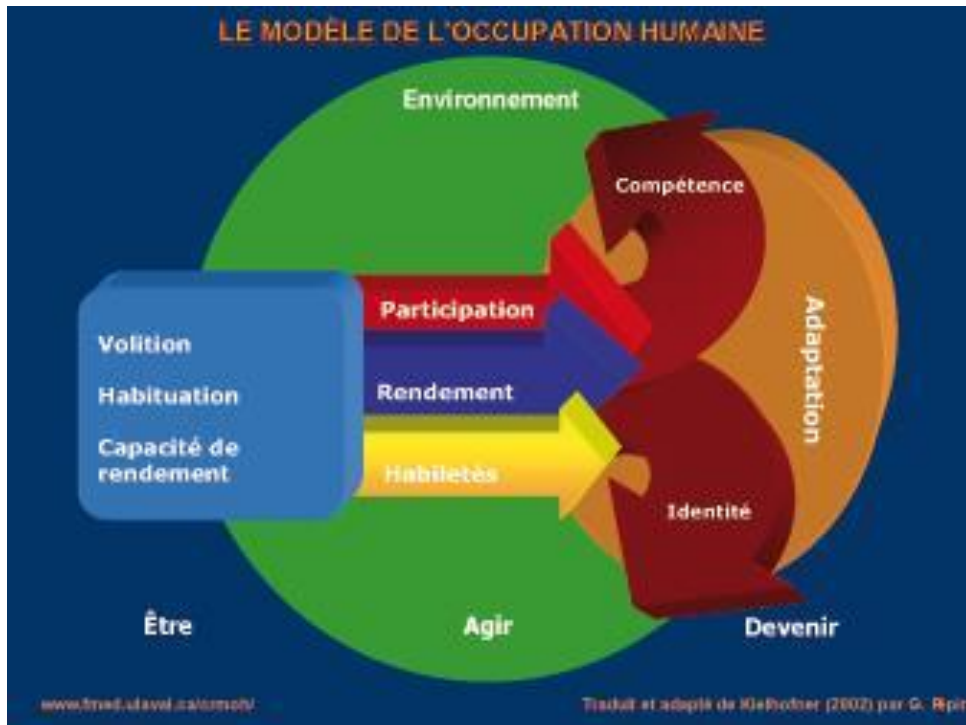 LE MODÈLE DE L'OCCUPATION HUMAINE
Environnement
Compétence
Participation
Volition
Adaptation
Rendement
Habituation
Capacité de
rendement
Habiletés
Identité
Être
Agir
Devenir
www.fmed.ulaval.ca/crmoh/
Traduit et adapté de Kielhofner (2002) par G. Pépin